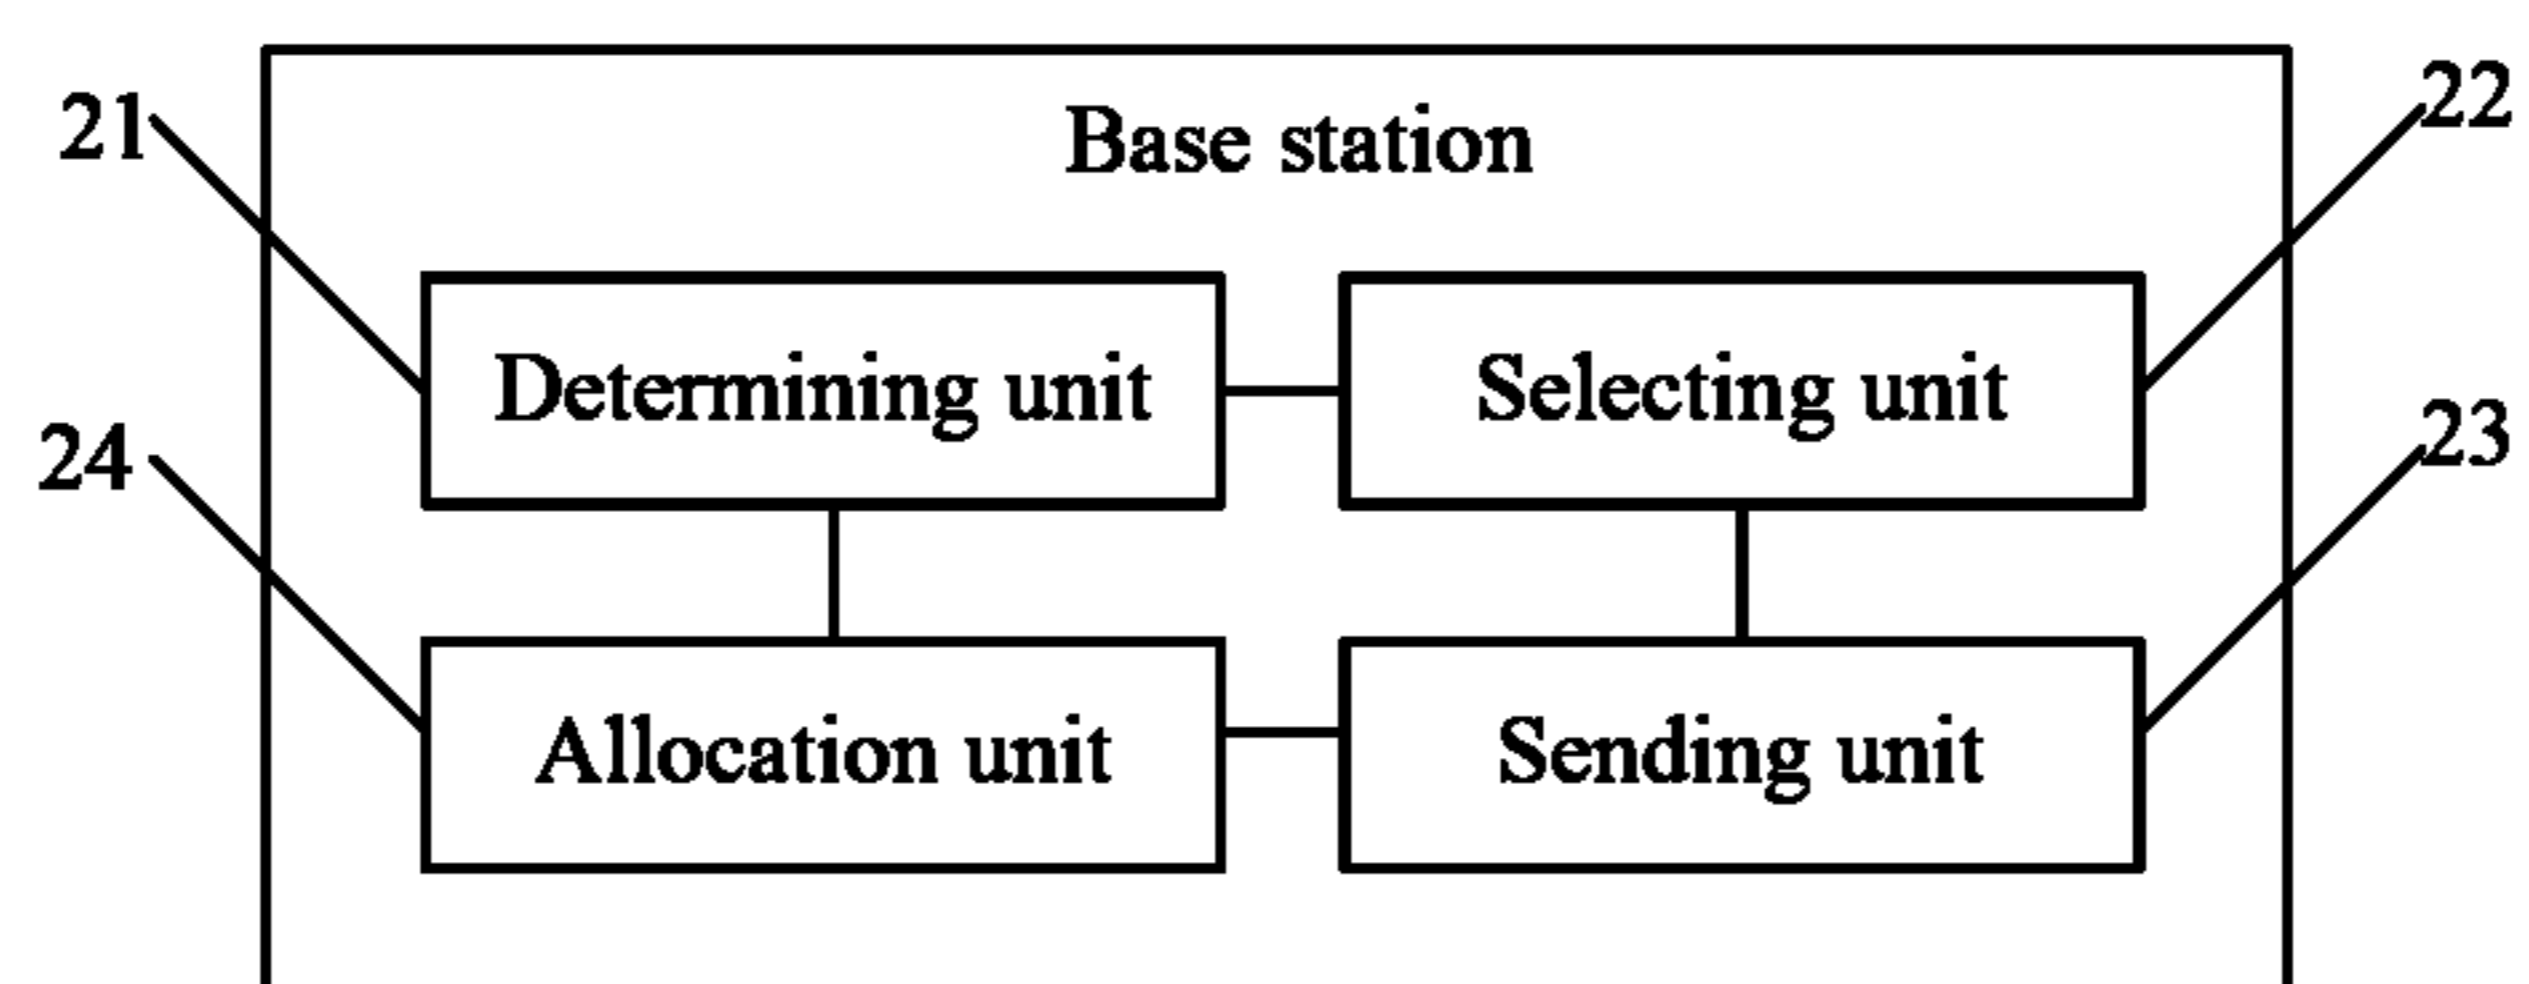 Base station
21
22
Determining unit
Selecting unit
24
23
Allocation unit
Sending unit